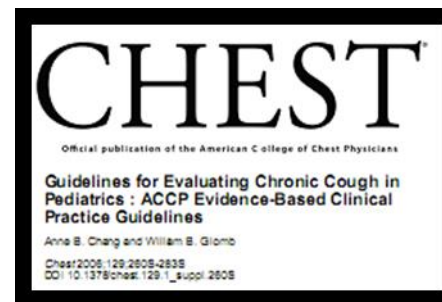 CHEST
Official publication of the American College of Chest Physicians
Guidelines for Evaluating Chronic Cough in
Pediatrics : ACCP Evidence-Based Clinical
Practice Guidelines
Anne B. Chang and William B. Glomb
Chest 2006;129;260S-283S
DOI 10.1378/chest.129.1_suppl.260S